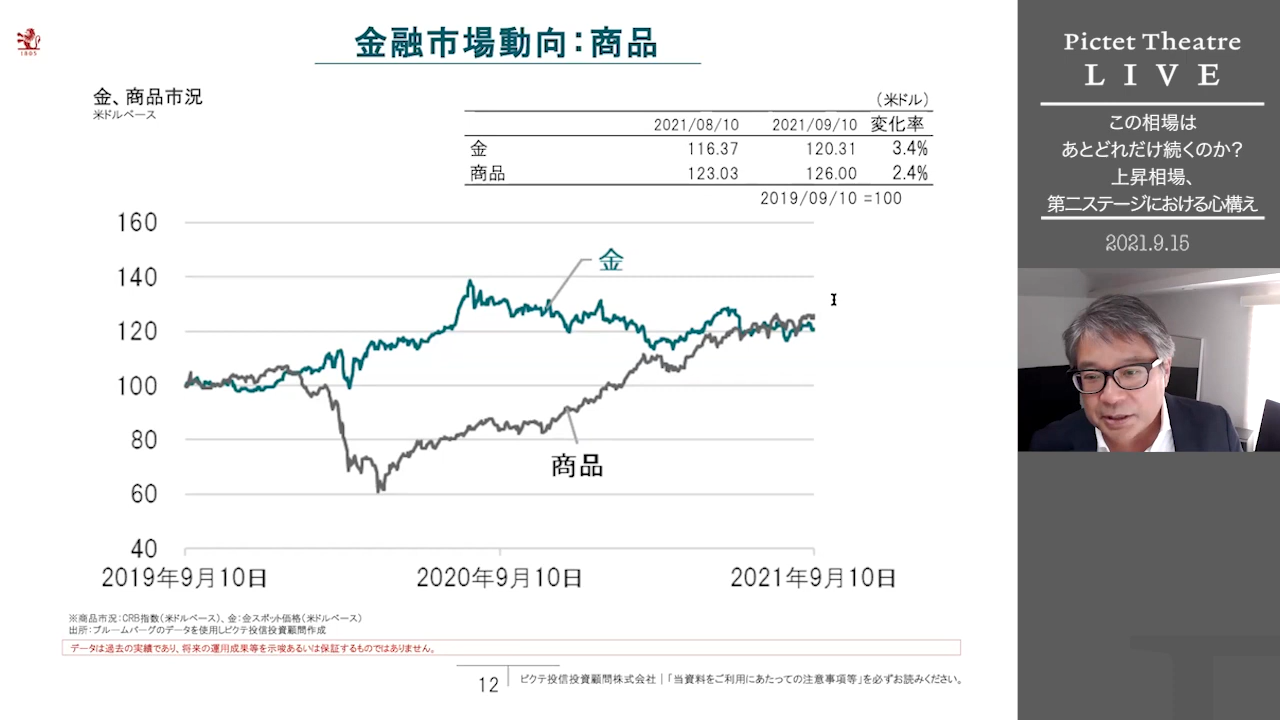 1805
金融市場動向：商品
金、商品市況
米ドルベース
（米ドル）
2021/08/10 2021/09/10 変化率
金 116.37 120.31 3.4%
商品 123.03 126.00 2.4%
2019/09/10 =100
160
140
120
100
80
60
40
金
商品
2019年9月10日 2020年9月10日 2021年9月10日
※商品市況：CRB指数（米ドルベース）、金：金スポット価格（米ドルベース）
出所：ブルームバーグのデータを使用しピクテ投信投資顧問作成
データは過去の実績であり、将来の運用成果等を示唆あるいは保証するものではありません。
12
ピクテ投信投資顧問株式会社｜「当資料をご利用にあたっての注意事項等」を必ずお読みください。
Pictet Theatre
LIVE
この相場は
あとどれだけ続くのか？
上昇相場、
第二ステージにおける心構え
2021.9.15